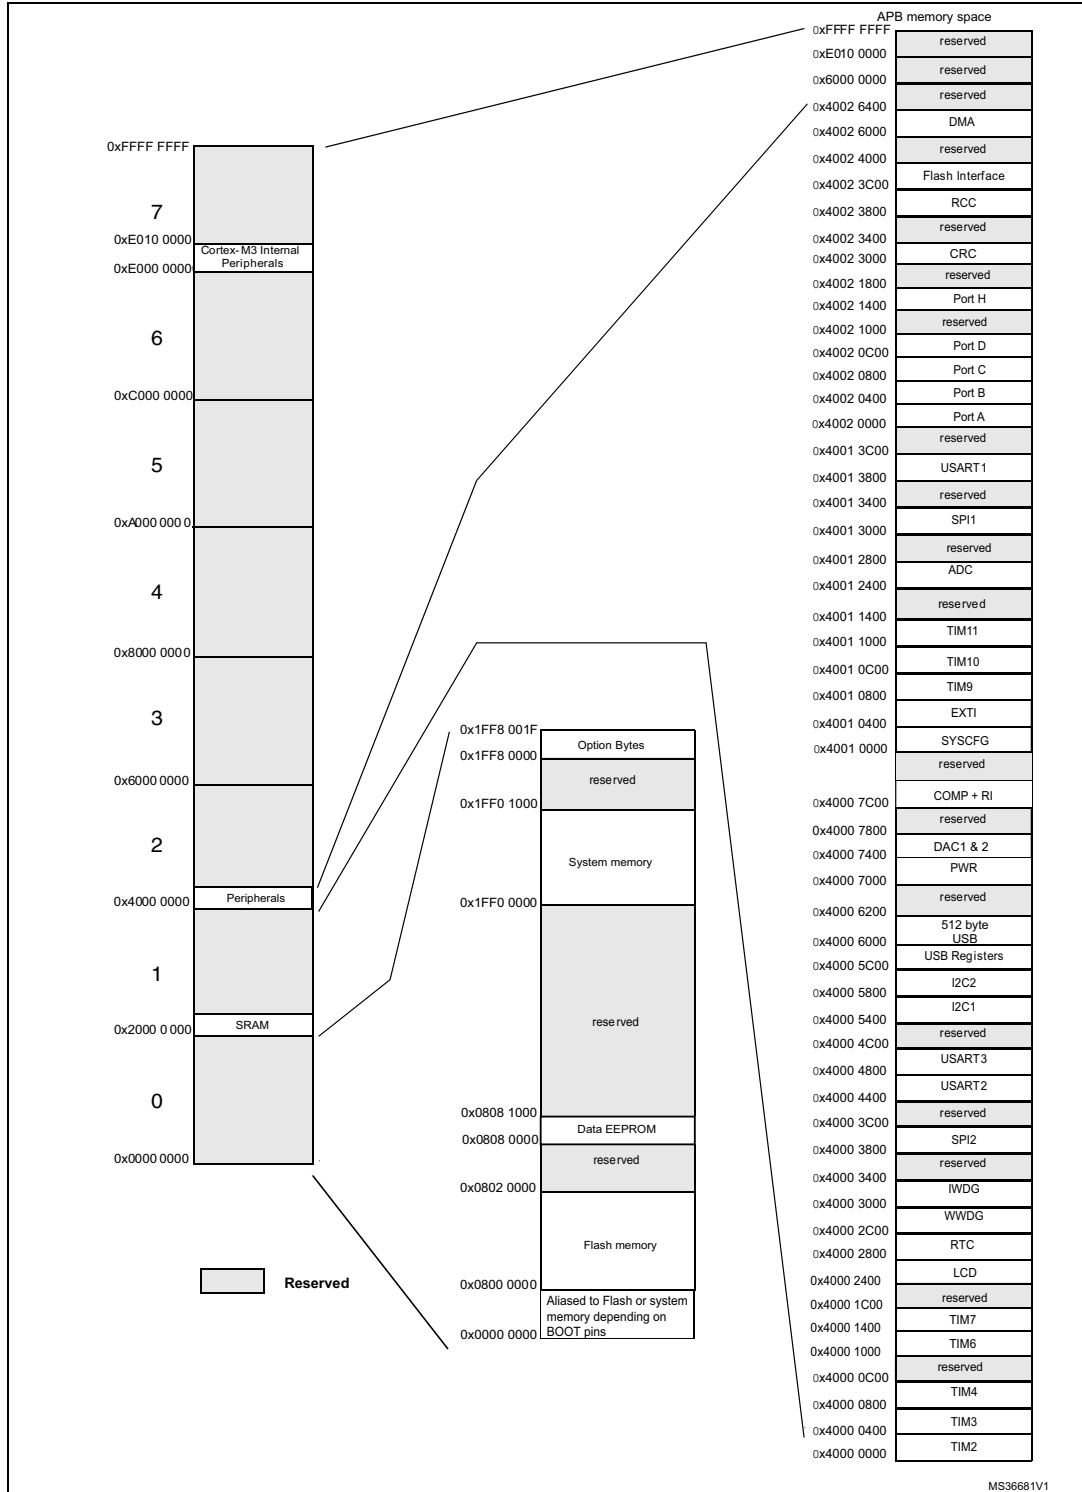 0xFFFF FFFF
7
0xE010 0000
Cortex-M3 Internal
Peripherals
0xE000 0000
6
0xC000 0000
5
0xA000 0000
4
0x8000 0000
3
0x6000 0000
2
0x4000 0000
Peripherals
1
0x2000 0000
SRAM
0
0x0000 0000
Reserved
0x1FF8 001F
Option Bytes
0x1FF8 0000
reserved
0x1FF0 1000
System memory
0x1FF0 0000
reserved
0x0808 1000
Data EEPROM
0x0808 0000
reserved
0x0802 0000
Flash memory
0x0800 0000
Aliased to Flash or system
memory depending on
BOOT pins
0x0000 0000
APB memory space
0xFFFF FFFF
reserved
0xE010 0000
reserved
0x6000 0000
reserved
0x4002 6400
DMA
0x4002 6000
reserved
0x4002 4000
Flash Interface
0x4002 3C00
RCC
0x4002 3800
reserved
0x4002 3400
CRC
0x4002 3000
reserved
0x4002 1800
Port H
0x4002 1400
reserved
0x4002 1000
Port D
0x4002 0C00
Port C
0x4002 0800
Port B
0x4002 0400
Port A
0x4002 0000
reserved
0x4001 3C00
USART1
0x4001 3800
reserved
0x4001 3400
SPI1
0x4001 3000
reserved
0x4001 2800
ADC
0x4001 2400
reserved
0x4001 1400
TIM11
0x4001 1000
TIM10
0x4001 0C00
TIM9
0x4001 0800
EXTI
0x4001 0400
SYSCFG
0x4001 0000
reserved
COMP + RI
0x4000 7C00
reserved
0x4000 7800
DAC1 & 2
0x4000 7400
PWR
0x4000 7000
reserved
0x4000 6200
512 byte
USB
0x4000 6000
USB Registers
0x4000 5C00
I2C2
0x4000 5800
I2C1
0x4000 5400
reserved
0x4000 4C00
USART3
0x4000 4800
USART2
0x4000 4400
reserved
0x4000 3C00
SPI2
0x4000 3800
reserved
0x4000 3400
IWDG
0x4000 3000
WWDG
0x4000 2C00
RTC
0x4000 2800
LCD
0x4000 2400
reserved
0x4000 1C00
TIM7
0x4000 1400
TIM6
0x4000 1000
reserved
0x4000 0C00
TIM4
0x4000 0800
TIM3
0x4000 0400
TIM2
0x4000 0000
MS36681V1